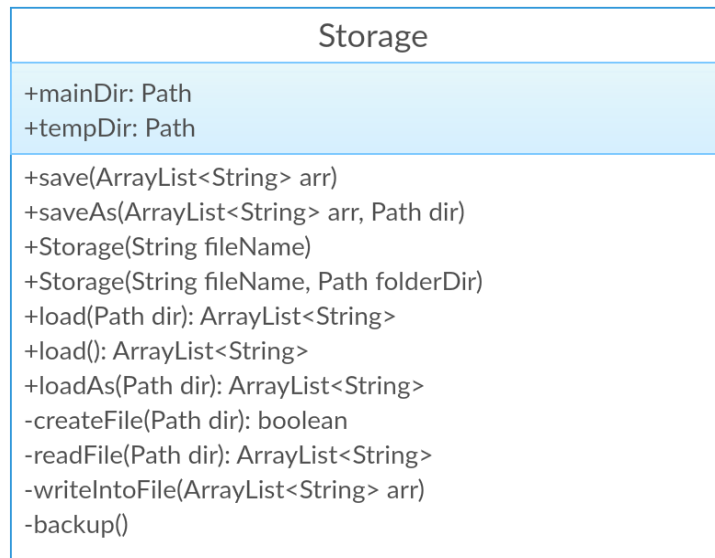 Storage
+mainDir: Path
+tempDir: Path
+save(ArrayList<String> arr)
+saveAs(ArrayList<String> arr, Path dir)
+Storage(String fileName)
+Storage(String fileName, Path folderDir)
+load(Path dir): ArrayList<String>
+load(): ArrayList<String>
+loadAs(Path dir): ArrayList<String>
-createFile(Path dir): boolean
-readFile(Path dir): ArrayList<String>
-writeIntoFile(ArrayList<String> arr)
-backup()